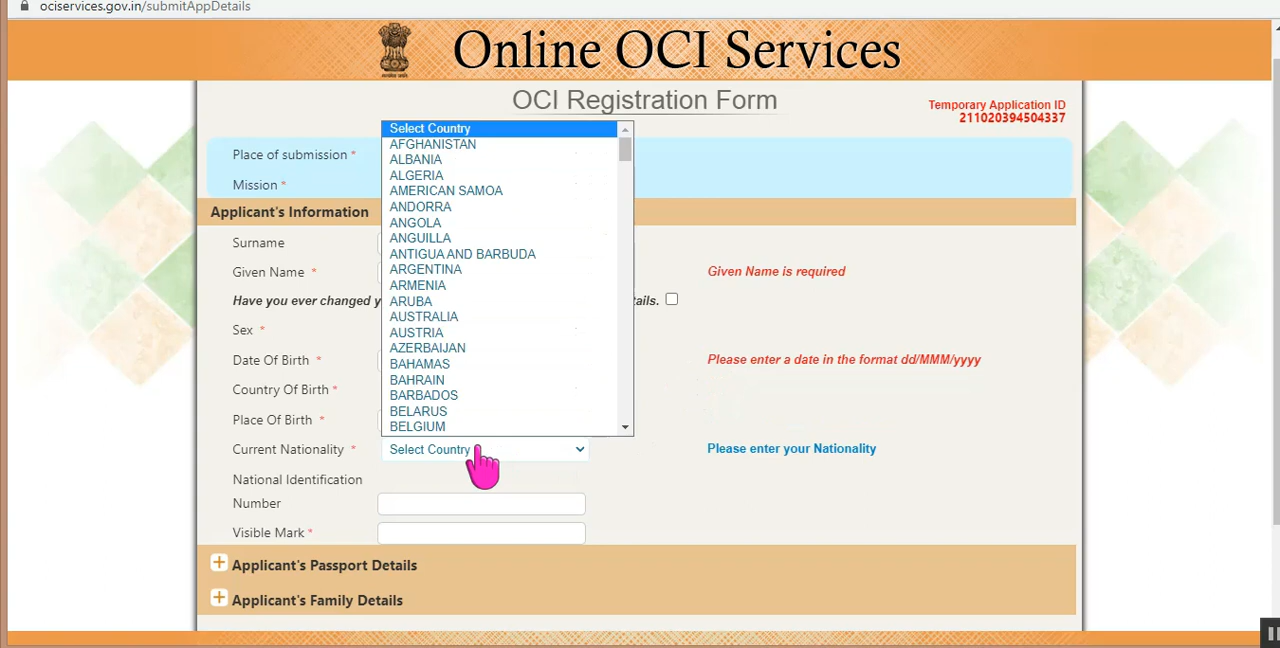 ociservices.gov.in/submitAppDetails
Online OCI Services
OCI Registration Form
Temporary Application ID
211020394504337
Place of submission *
Mission *
Applicant's Information
Surname
Given Name *
Given Name is required
Have you ever changed y
tails.
Sex *
Date Of Birth *
Please enter a date in the format dd/MMM/yyyy
Country Of Birth *
Place Of Birth *
Select Country
AFGHANISTAN
ALBANIA
ALGERIA
AMERICAN SAMOA
ANDORRA
ANGOLA
ANGUILLA
ANTIGUA AND BARBUDA
ARGENTINA
ARMENIA
ARUBA
AUSTRALIA
AUSTRIA
AZERBAIJAN
BAHAMAS
BAHRAIN
BARBADOS
BELARUS
BELGIUM
Current Nationality *
Select Country
Please enter your Nationality
National Identification
Number
Visible Mark *
Applicant's Passport Details
Applicant's Family Details